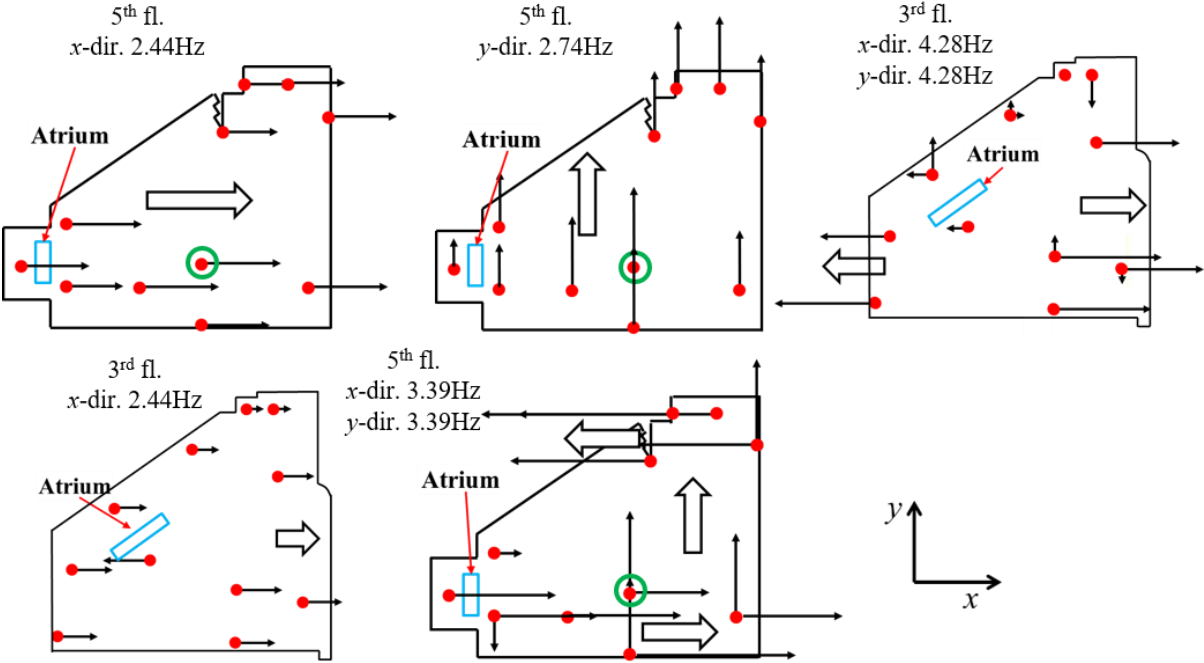 5th fl.
x-dir. 2.44Hz
Atrium
5th fl.
y-dir. 2.74Hz
Atrium
3rd fl.
x-dir. 4.28Hz
y-dir. 4.28Hz
Atrium
3rd fl.
x-dir. 2.44Hz
Atrium
5th fl.
x-dir. 3.39Hz
y-dir. 3.39Hz
Atrium
y
x